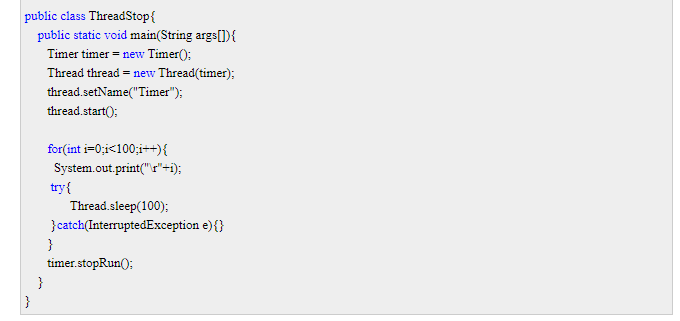 public class ThreadStop{
public static void main(String args[]){
Timer timer = new Timer();
Thread thread = new Thread(timer);
thread.setName("Timer");
thread.start();
for(int i=0;i<100;i++){
System.out.print("\r"+i);
try{
Thread.sleep(100);
}catch(InterruptedException e){}
}
timer.stopRun();
}
}